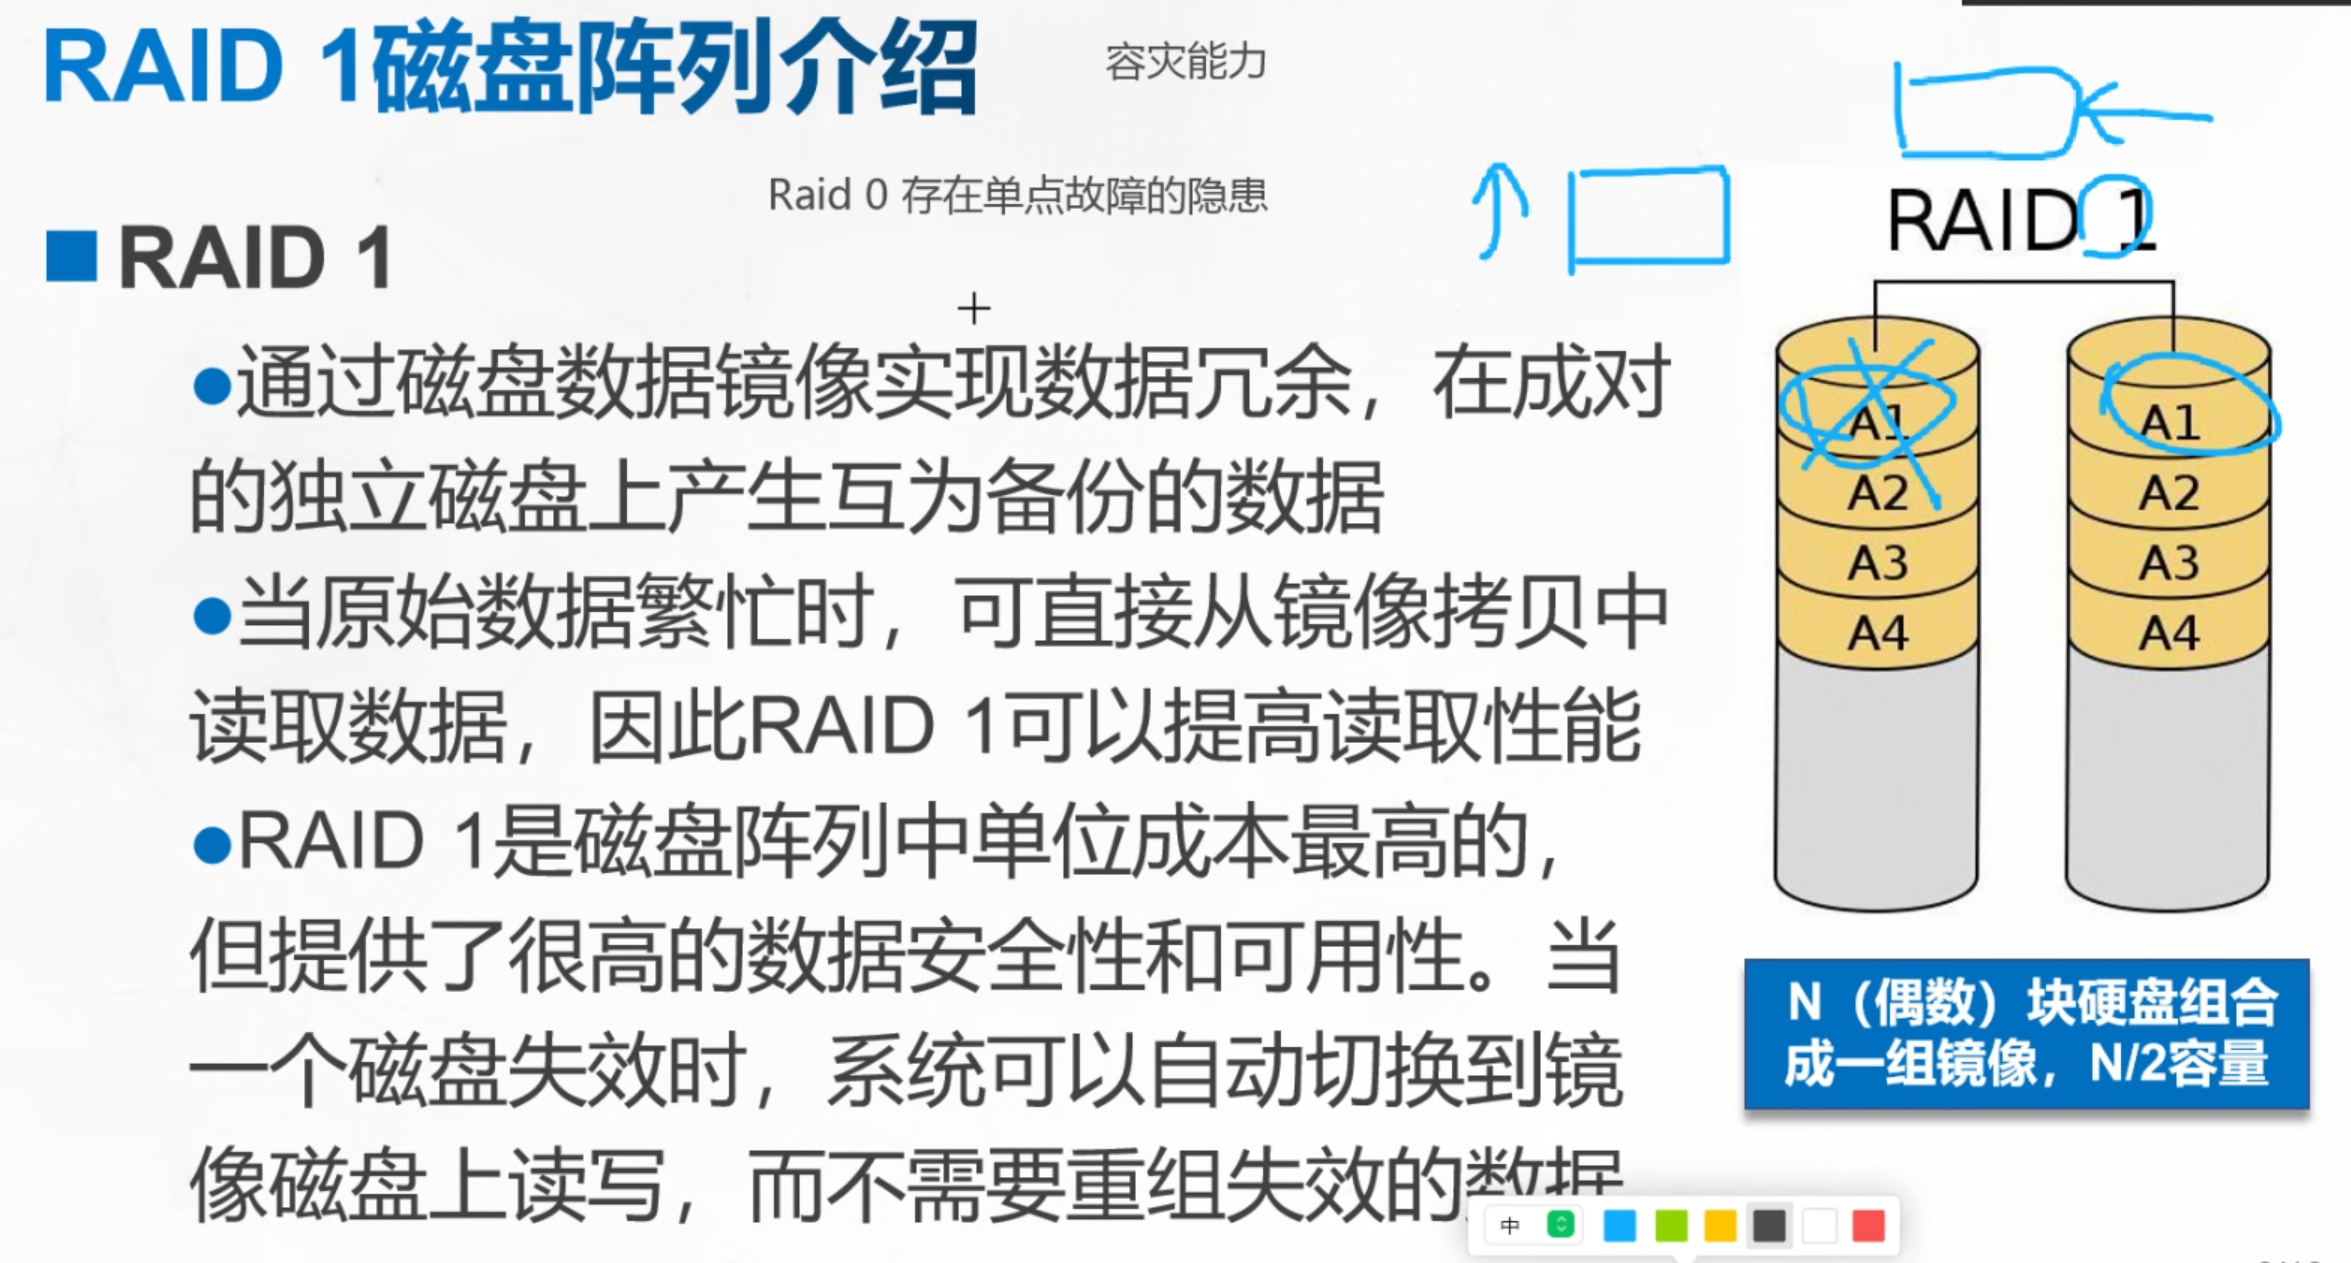 RAID 1磁盘阵列介绍
容灾能力
Raid 0 存在单点故障的隐患
RAID 1
●通过磁盘数据镜像实现数据冗余，在成对
的独立磁盘上产生互为备份的数据
●当原始数据繁忙时，可直接从镜像拷贝中
读取数据，因此RAID 1可以提高读取性能
●RAID 1是磁盘阵列中单位成本最高的，
但提供了很高的数据安全性和可用性。当
一个磁盘失效时，系统可以自动切换到镜
像磁盘上读写，而不需要重组失效的数据
RAID 1
A1 A1
A2 A2
A3 A3
A4 A4
N（偶数）块硬盘组合
成一组镜像，N/2容量
中